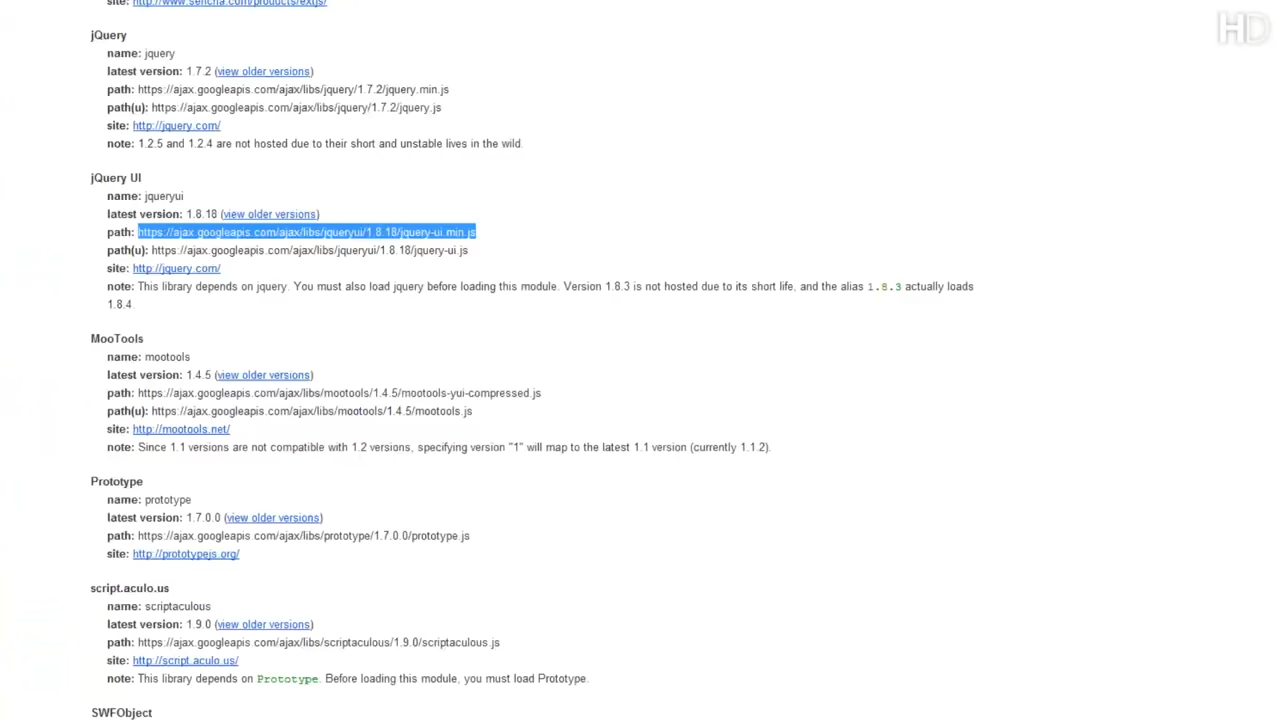 site: http://www.sencha.com/products/extjs/
HD
jQuery
name: jquery
latest version: 1.7.2 (view older versions)
path: https://ajax.googleapis.com/ajax/libs/jquery/1.7.2/jquery.min.js
path(u): https://ajax.googleapis.com/ajax/libs/jquery/1.7.2/jquery.js
site: http://jquery.com/
note: 1.2.5 and 1.2.4 are not hosted due to their short and unstable lives in the wild.
jQuery UI
name: jqueryui
latest version: 1.8.18 (view older versions)
path: https://ajax.googleapis.com/ajax/libs/jqueryui/1.8.18/jquery-ui.min.js
path(u): https://ajax.googleapis.com/ajax/libs/jqueryui/1.8.18/jquery-ui.js
site: http://jquery.com/
note: This library depends on jquery. You must also load jquery before loading this module. Version 1.8.3 is not hosted due to its short life, and the alias 1.8.3 actually loads
1.8.4.
MooTools
name: mootools
latest version: 1.4.5 (view older versions)
path: https://ajax.googleapis.com/ajax/libs/mootools/1.4.5/mootools-yui-compressed.js
path(u): https://ajax.googleapis.com/ajax/libs/mootools/1.4.5/mootools.js
site: http://mootools.net/
note: Since 1.1 versions are not compatible with 1.2 versions, specifying version "1" will map to the latest 1.1 version (currently 1.1.2).
Prototype
name: prototype
latest version: 1.7.0.0 (view older versions)
path: https://ajax.googleapis.com/ajax/libs/prototype/1.7.0.0/prototype.js
site: http://prototypejs.org/
script.aculo.us
name: scriptaculous
latest version: 1.9.0 (view older versions)
path: https://ajax.googleapis.com/ajax/libs/scriptaculous/1.9.0/scriptaculous.js
site: http://script.aculo.us/
note: This library depends on Prototype. Before loading this module, you must load Prototype.
SWFObject